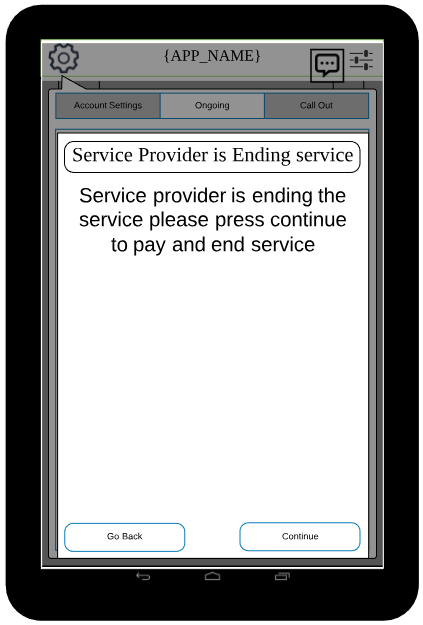 {APP_NAME}
Account Settings
Ongoing
Call Out
Service Provider is Ending service
Service provider is ending the
service please press continue
to pay and end service
Go Back
Continue